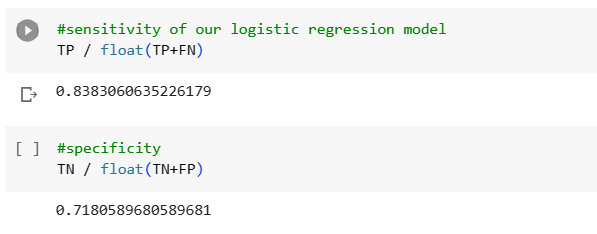 #sensitivity of our logistic regression model
TP / float(TP+FN)
0.8383060635226179
[ ] #specificity
TN / float(TN+FP)
0.7180589680589681